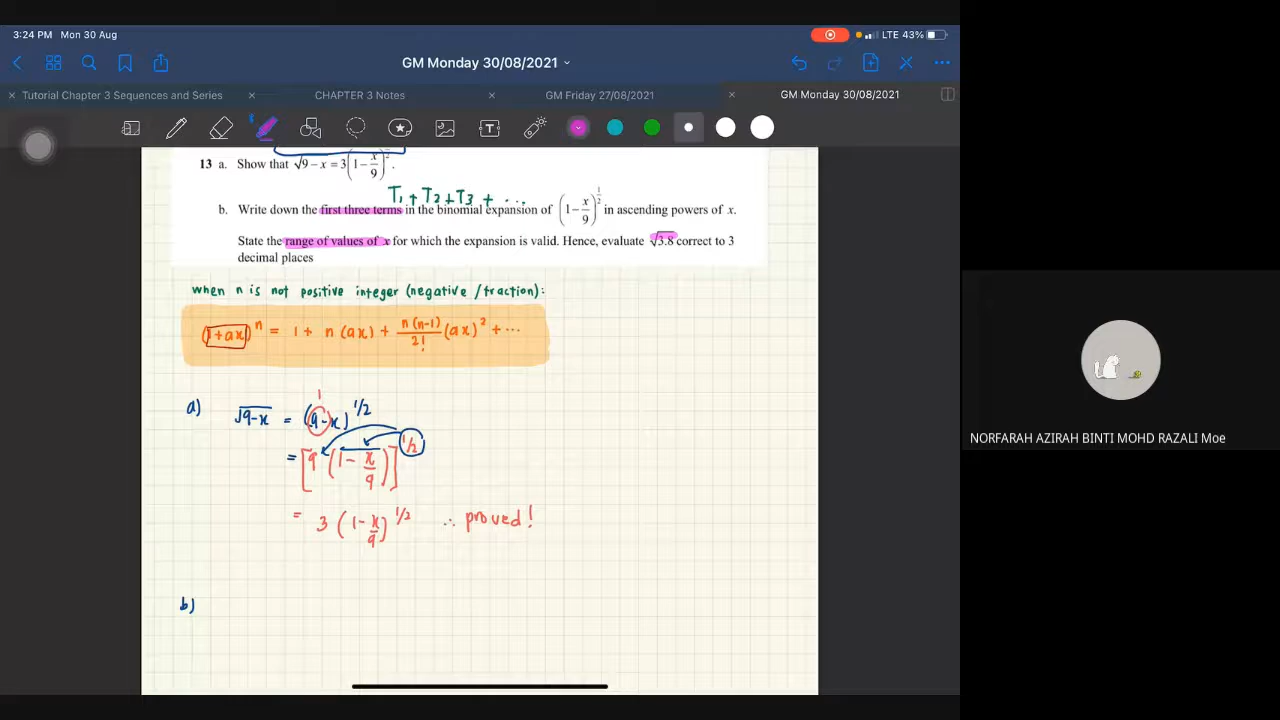 3:24 PM Mon 30 Aug
LTE 43%
GM Monday 30/08/2021
Tutorial Chapter 3 Sequences and Series
CHAPTER 3 Notes
GM Friday 27/08/2021
GM Monday 30/08/2021
13 a. Show that √9-x = 3(1 - x/9)^1/2.
T1 + T2 + T3 + ...
b. Write down the first three terms in the binomial expansion of (1 - x/9)^1/2 in ascending powers of x.
State the range of values of x for which the expansion is valid. Hence, evaluate √3.8 correct to 3
decimal places
when n is not positive integer (negative / fraction):
(1+ax)^n = 1 + n(ax) + n(n-1)/2! (ax)^2 + ...
1
a) √9-x = (9-x)^1/2
= [9(1 - x/9)]^1/2
= 3(1 - x/9)^1/2 ∴ proved!
b)
NORFARAH AZIRAH BINTI MOHD RAZALI Moe